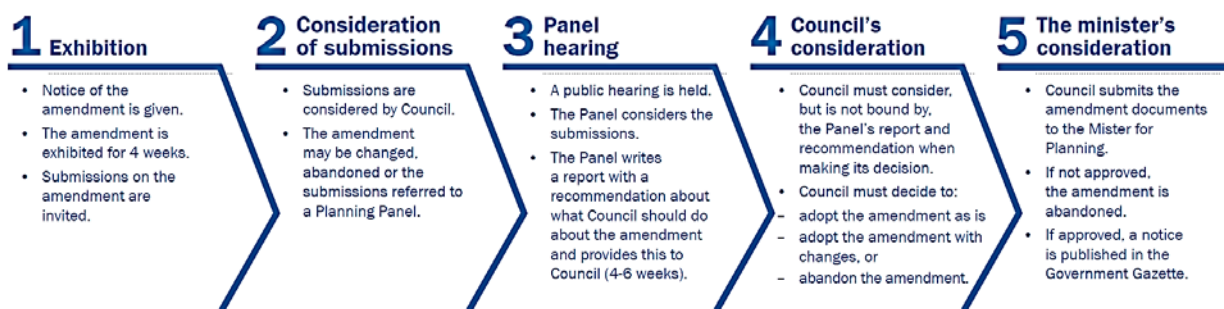 1 Exhibition
• Notice of the
amendment is given.
• The amendment is
exhibited for 4 weeks.
• Submissions on the
amendment are
invited.
2 Consideration
of submissions
• Submissions are
considered by Council.
• The amendment
may be changed,
abandoned or the
submissions referred to
a Planning Panel.
3 Panel
hearing
• A public hearing is held.
• The Panel considers the
submissions.
• The Panel writes
a report with a
recommendation about
what Council should do
about the amendment
and provides this to
Council (4-6 weeks).
4 Council's
consideration
• Council must consider,
but is not bound by,
the Panel's report and
recommendation when
making its decision.
• Council must decide to:
– adopt the amendment as is
– adopt the amendment with
changes, or
– abandon the amendment.
5 The minister's
consideration
• Council submits the
amendment documents
to the Mister for
Planning.
• If not approved,
the amendment is
abandoned.
• If approved, a notice
is published in the
Government Gazette.